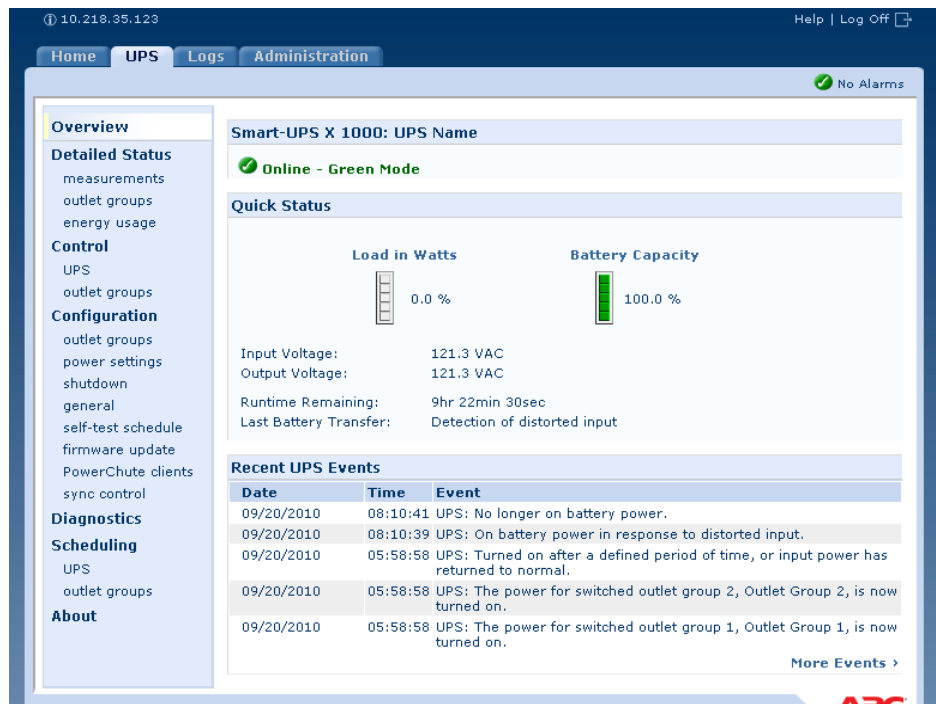 10.218.35.123
Help | Log Off
Home UPS Logs Administration
No Alarms
Overview
Detailed Status
measurements
outlet groups
energy usage
Control
UPS
outlet groups
Configuration
outlet groups
power settings
shutdown
general
self-test schedule
firmware update
PowerChute clients
sync control
Diagnostics
Scheduling
UPS
outlet groups
About
Smart-UPS X 1000: UPS Name
Online - Green Mode
Quick Status
Load in Watts Battery Capacity
0.0 % 100.0 %
Input Voltage: 121.3 VAC
Output Voltage: 121.3 VAC
Runtime Remaining: 9hr 22min 30sec
Last Battery Transfer: Detection of distorted input
Recent UPS Events
Date Time Event
09/20/2010 08:10:41 UPS: No longer on battery power.
09/20/2010 08:10:39 UPS: On battery power in response to distorted input.
09/20/2010 05:58:58 UPS: Turned on after a defined period of time, or input power has
returned to normal.
09/20/2010 05:58:58 UPS: The power for switched outlet group 2, Outlet Group 2, is now
turned on.
09/20/2010 05:58:58 UPS: The power for switched outlet group 1, Outlet Group 1, is now
turned on.
More Events ›
APC